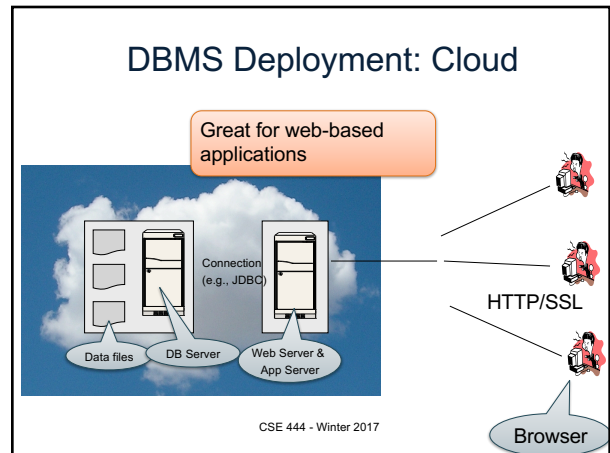 DBMS Deployment: Cloud
Great for web-based
applications
Connection
(e.g., JDBC)
HTTP/SSL
Data files
DB Server
Web Server &
App Server
CSE 444 - Winter 2017
Browser